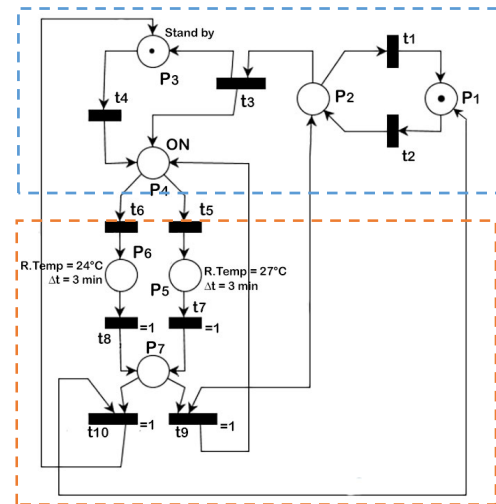 Stand by
P3
t4
t3
t1
P2
P1
t2
ON
P4
t6
t5
P6
R.Temp = 24°C
Δt = 3 min
R.Temp = 27°C
Δt = 3 min
P5
t7
t8
=1
=1
P7
t10
=1
t9
=1